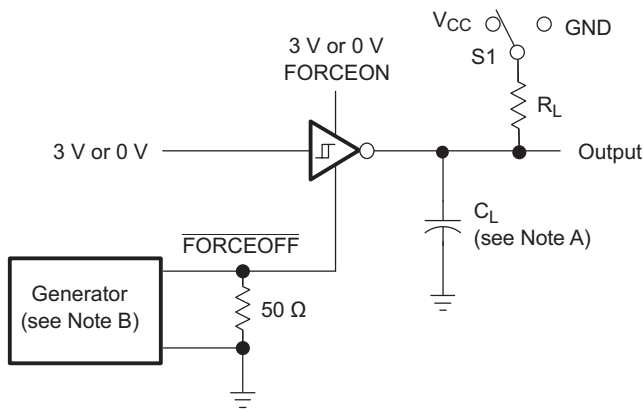 VCC
GND
S1
3 V or 0 V
FORCEON
RL
3 V or 0 V
Output
CL
(see Note A)
FORCEOFF
Generator
(see Note B)
50 Ω